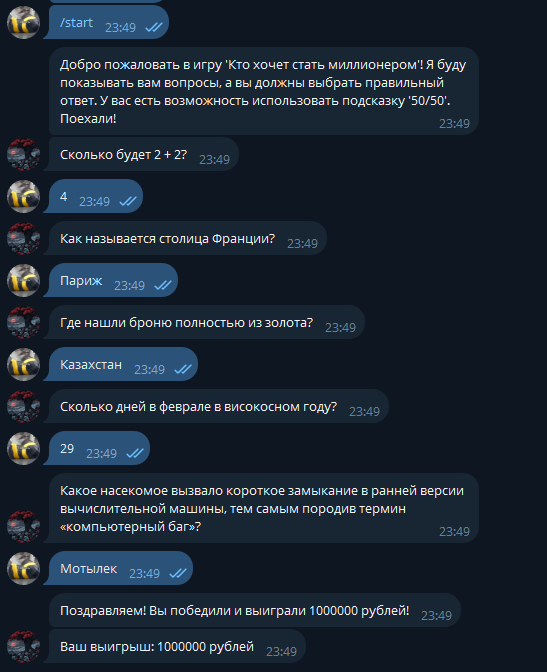 /start 23:49
Добро пожаловать в игру 'Кто хочет стать миллионером'! Я буду
показывать вам вопросы, а вы должны выбрать правильный
ответ. У вас есть возможность использовать подсказку '50/50'.
Поехали!
23:49
Сколько будет 2 + 2? 23:49
4 23:49
Как называется столица Франции? 23:49
Париж 23:49
Где нашли броню полностью из золота? 23:49
Казахстан 23:49
Сколько дней в феврале в високосном году? 23:49
29 23:49
Какое насекомое вызвало короткое замыкание в ранней версии
вычислительной машины, тем самым породив термин
«компьютерный баг»?
23:49
Мотылек 23:49
Поздравляем! Вы победили и выиграли 1000000 рублей! 23:49
Ваш выигрыш: 1000000 рублей 23:49